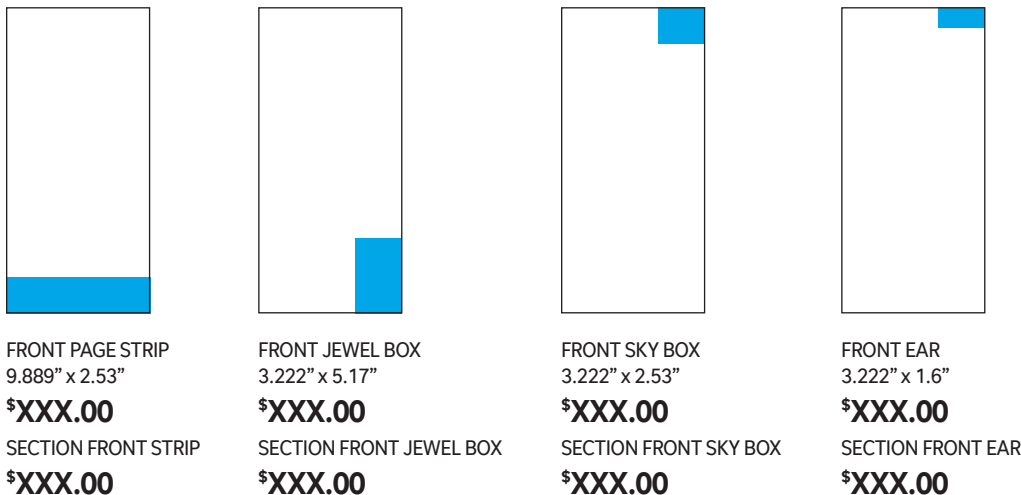 FRONT PAGE STRIP
9.889” x 2.53”
$XXX.00
SECTION FRONT STRIP
$XXX.00
FRONT JEWEL BOX
3.222” x 5.17”
$XXX.00
SECTION FRONT JEWEL BOX
$XXX.00
FRONT SKY BOX
3.222” x 2.53”
$XXX.00
SECTION FRONT SKY BOX
$XXX.00
FRONT EAR
3.222” x 1.6”
$XXX.00
SECTION FRONT EAR
$XXX.00